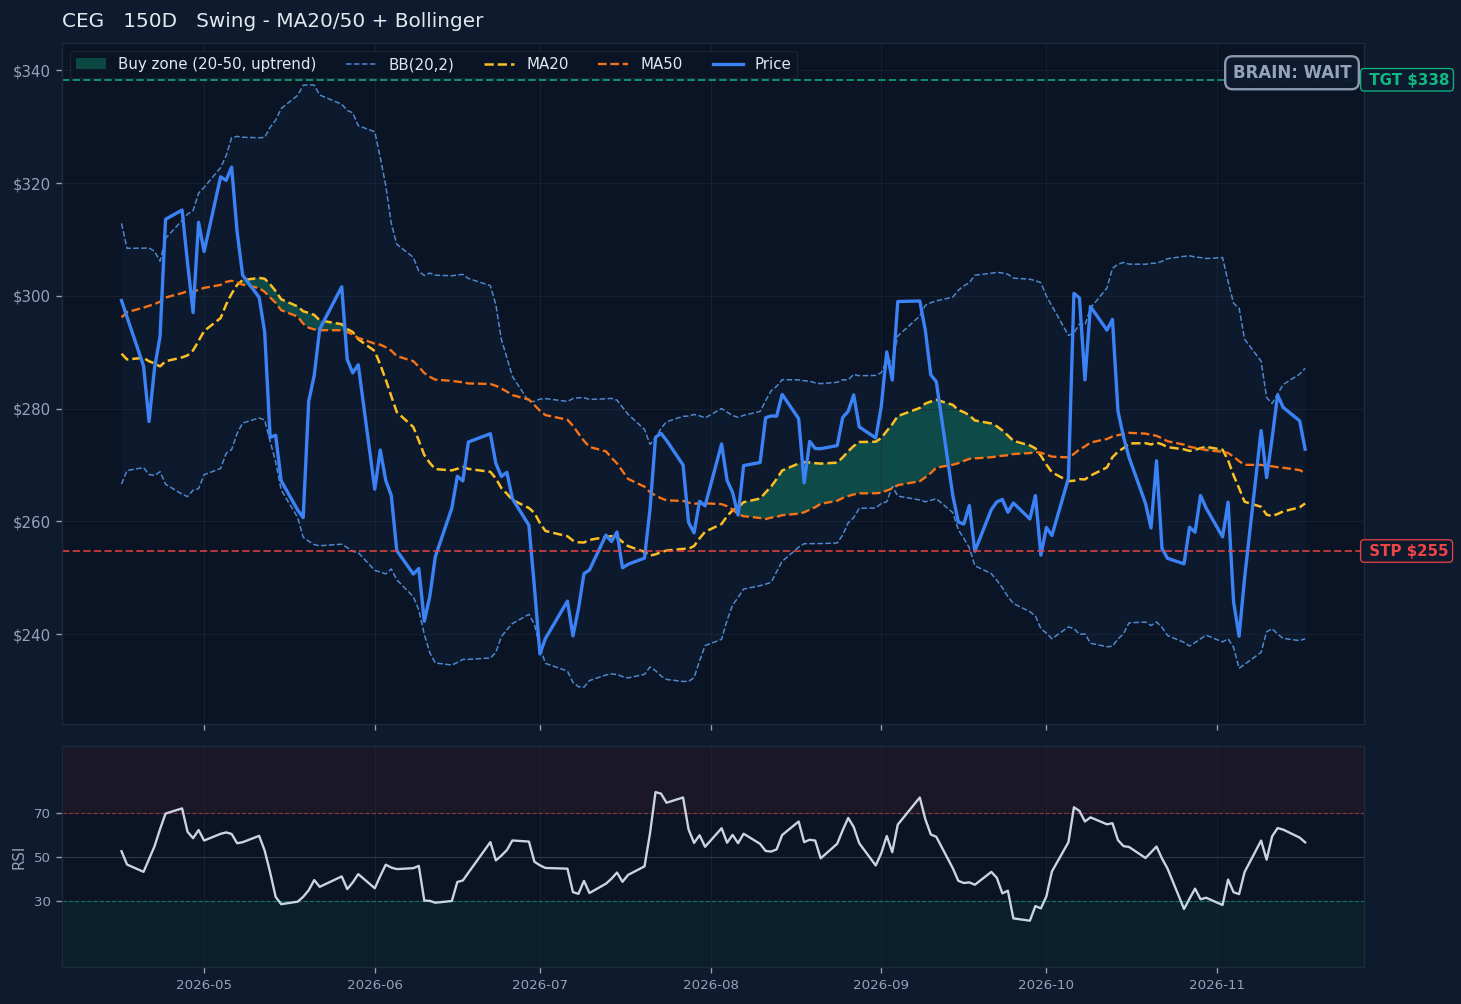 CEG 150D Swing - MA20/50 + Bollinger
Buy zone (20-50, uptrend) BB(20,2) MA20 MA50 Price
BRAIN: WAIT
TGT $338
$340
$320
$300
$280
$260
STP $255
$240
RSI
70
50
30
2026-05 2026-06 2026-07 2026-08 2026-09 2026-10 2026-11